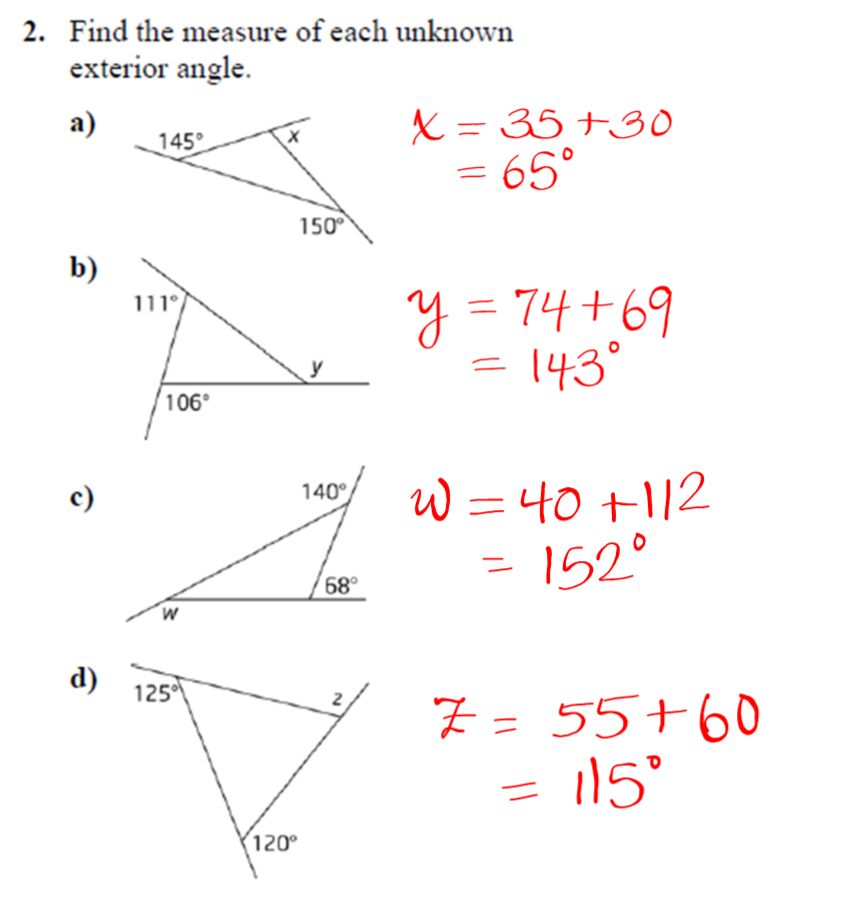 2. Find the measure of each unknown
exterior angle.
a)
145°
x
150°
x = 35 + 30
= 65°
b)
111°
y
106°
y = 74 + 69
= 143°
c)
140°
68°
w
w = 40 + 112
= 152°
d)
125°
z
120°
z = 55 + 60
= 115°